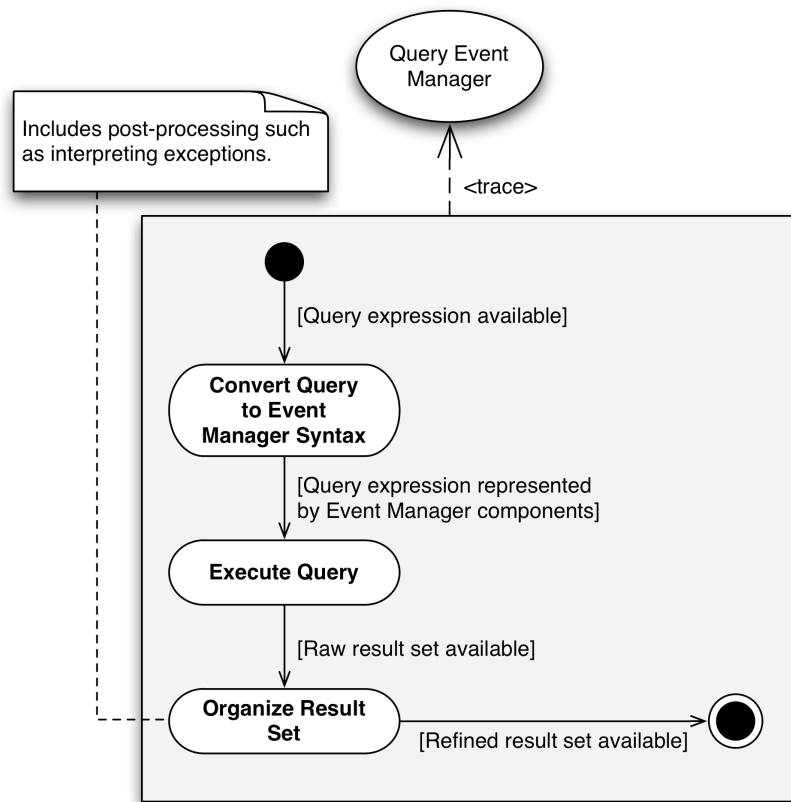 Query Event
Manager
Includes post-processing such
as interpreting exceptions.
<trace>
[Query expression available]
Convert Query
to Event
Manager Syntax
[Query expression represented
by Event Manager components]
Execute Query
[Raw result set available]
Organize Result
Set
[Refined result set available]